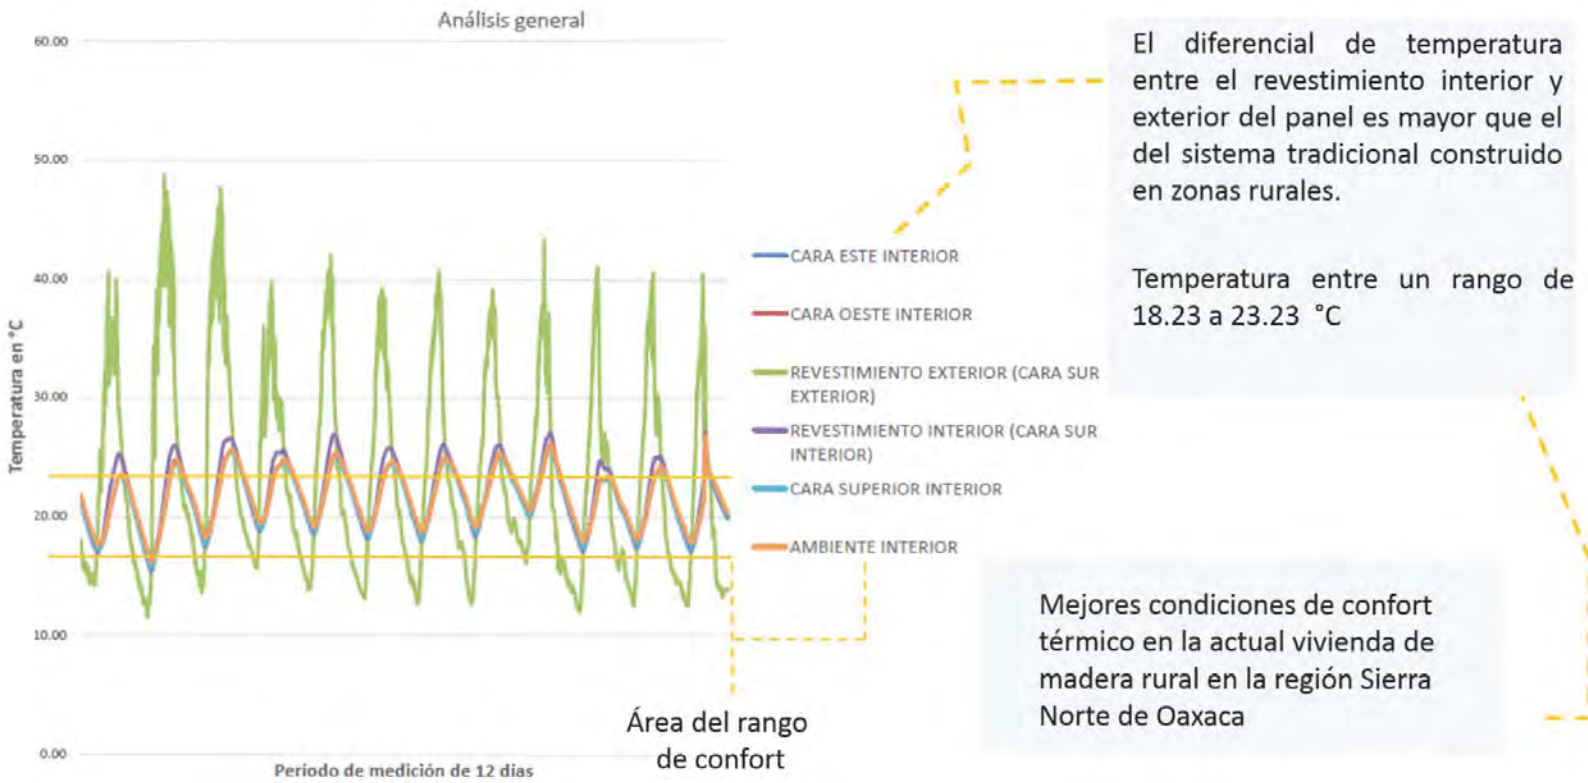 Análisis general
60.00
50.00
40.00
30.00
20.00
10.00
0.00
Temperatura en °C
Periodo de medición de 12 días
CARA ESTE INTERIOR
CARA OESTE INTERIOR
REVESTIMIENTO EXTERIOR (CARA SUR
EXTERIOR)
REVESTIMIENTO INTERIOR (CARA SUR
INTERIOR)
CARA SUPERIOR INTERIOR
AMBIENTE INTERIOR
Área del rango
de confort
El diferencial de temperatura
entre el revestimiento interior y
exterior del panel es mayor que el
del sistema tradicional construido
en zonas rurales.
Temperatura entre un rango de
18.23 a 23.23 °C
Mejores condiciones de confort
térmico en la actual vivienda de
madera rural en la región Sierra
Norte de Oaxaca